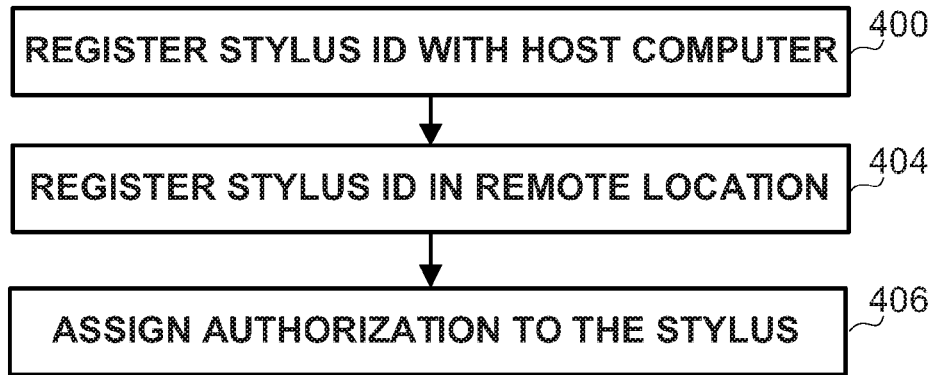 REGISTER STYLUS ID WITH HOST COMPUTER
400
REGISTER STYLUS ID IN REMOTE LOCATION
404
ASSIGN AUTHORIZATION TO THE STYLUS
406